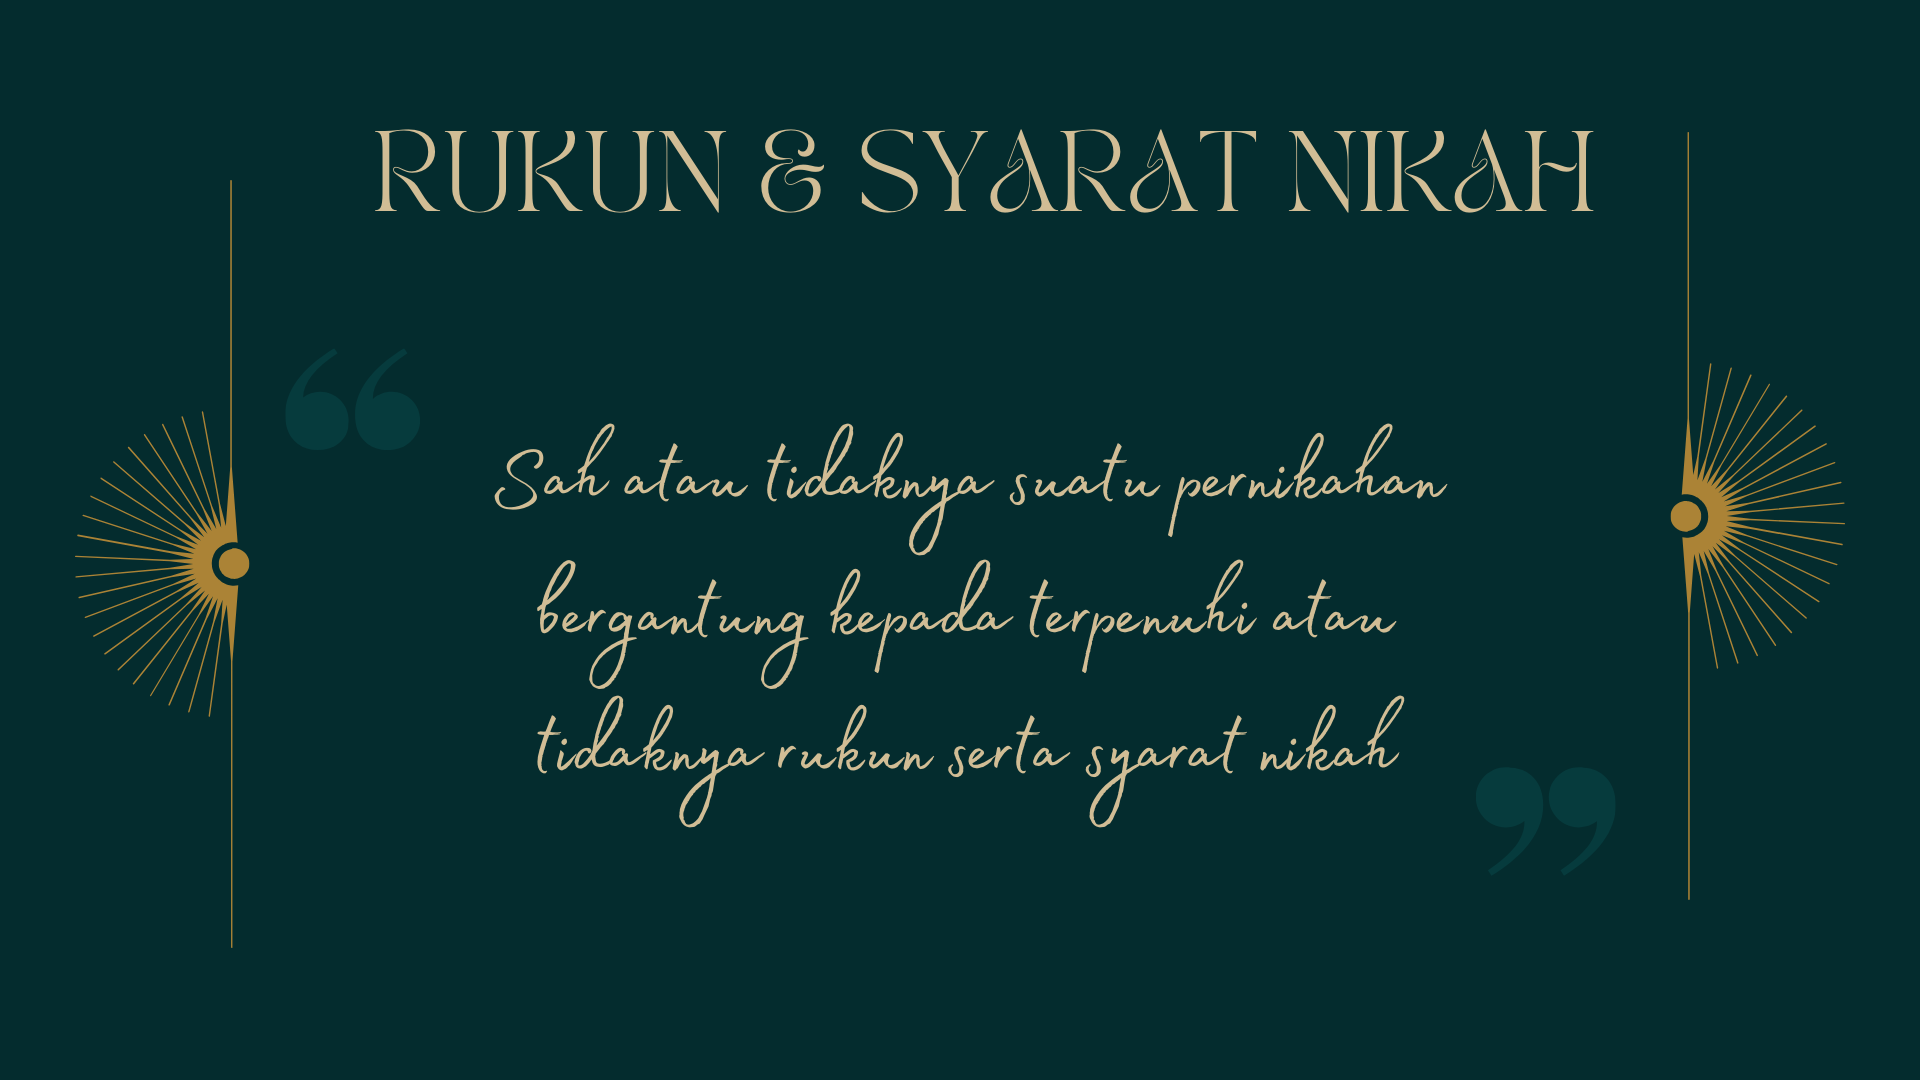 RUKUN & SYARAT NIKAH
“
Sah atau tidaknya suatu pernikahan
bergantung kepada terpenuhi atau
tidaknya rukun serta syarat nikah
”